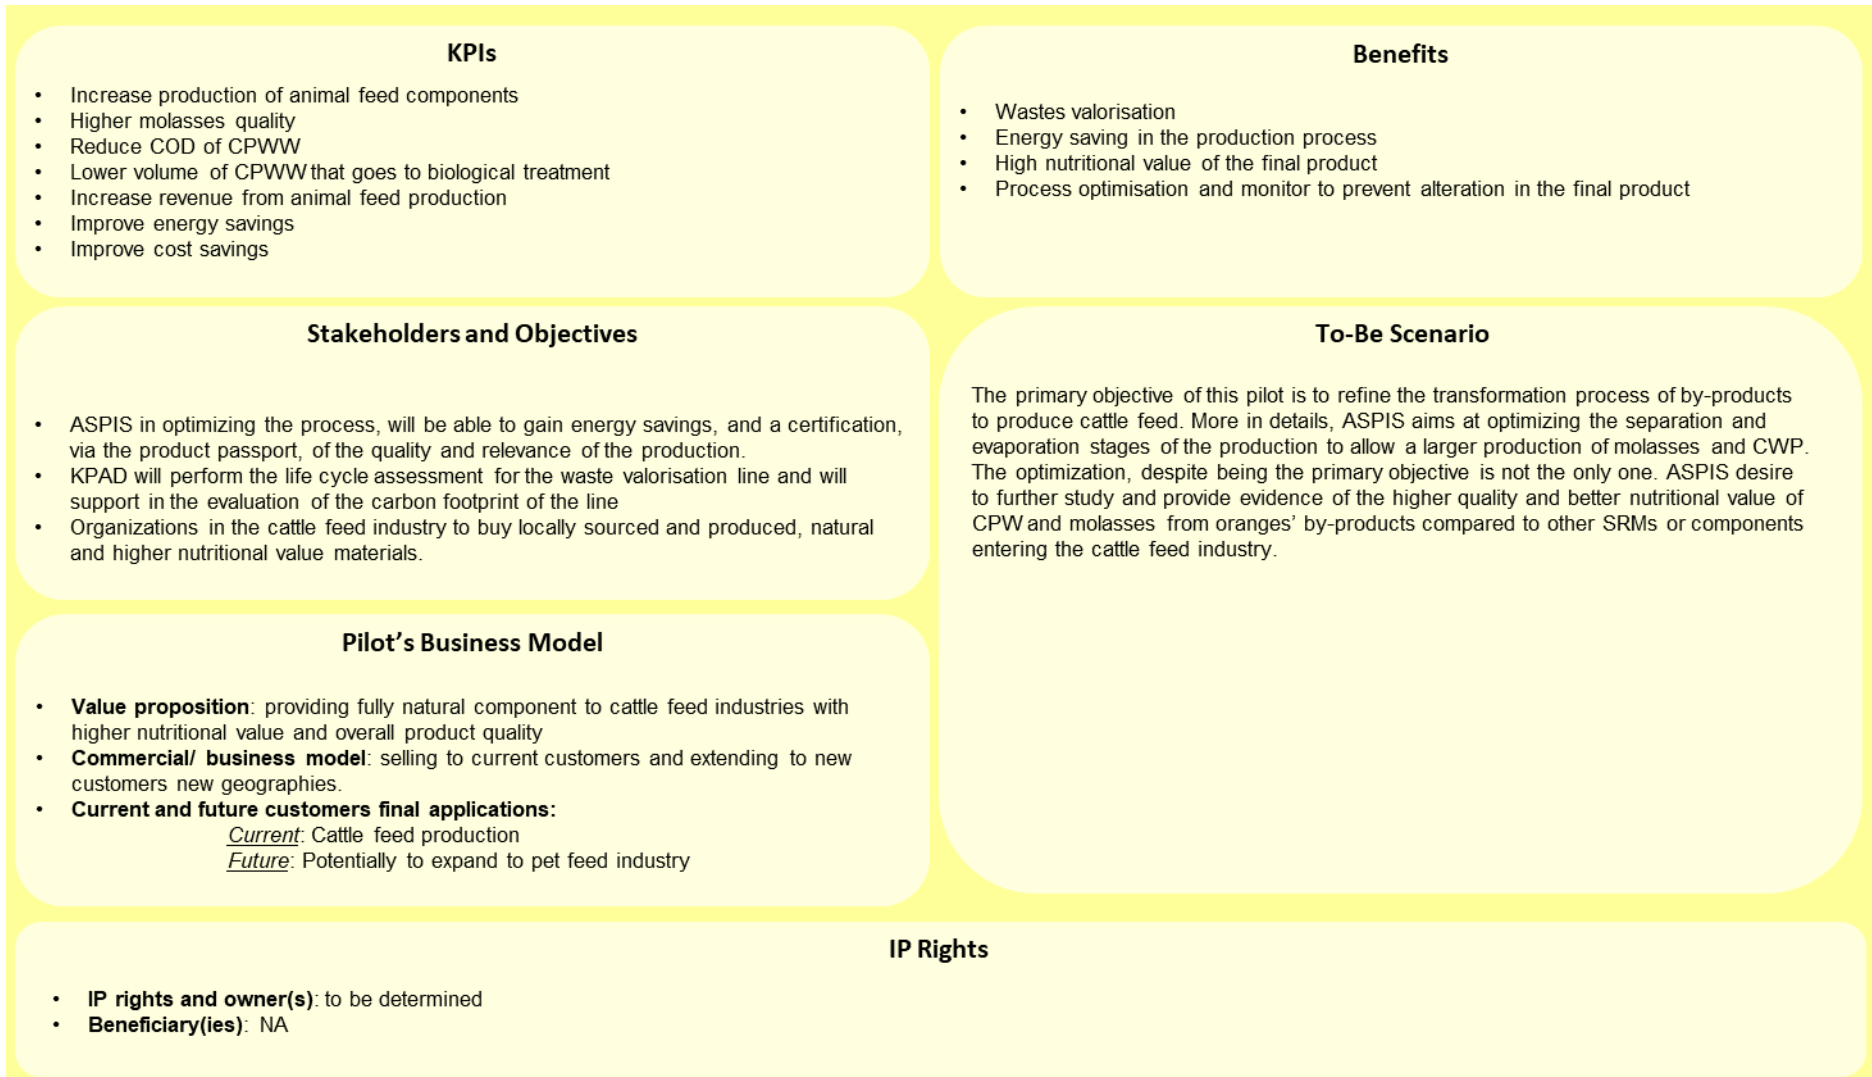 KPIs
• Increase production of animal feed components
• Higher molasses quality
• Reduce COD of CPWW
• Lower volume of CPWW that goes to biological treatment
• Increase revenue from animal feed production
• Improve energy savings
• Improve cost savings
Benefits
• Wastes valorisation
• Energy saving in the production process
• High nutritional value of the final product
• Process optimisation and monitor to prevent alteration in the final product
Stakeholders and Objectives
• ASPIS in optimizing the process, will be able to gain energy savings, and a certification,
via the product passport, of the quality and relevance of the production.
• KPAD will perform the life cycle assessment for the waste valorisation line and will
support in the evaluation of the carbon footprint of the line
• Organizations in the cattle feed industry to buy locally sourced and produced, natural
and higher nutritional value materials.
To-Be Scenario
The primary objective of this pilot is to refine the transformation process of by-products
to produce cattle feed. More in details, ASPIS aims at optimizing the separation and
evaporation stages of the production to allow a larger production of molasses and CWP.
The optimization, despite being the primary objective is not the only one. ASPIS desire
to further study and provide evidence of the higher quality and better nutritional value of
CPW and molasses from oranges’ by-products compared to other SRMs or components
entering the cattle feed industry.
Pilot’s Business Model
• Value proposition: providing fully natural component to cattle feed industries with
higher nutritional value and overall product quality
• Commercial/ business model: selling to current customers and extending to new
customers new geographies.
• Current and future customers final applications:
Current: Cattle feed production
Future: Potentially to expand to pet feed industry
IP Rights
• IP rights and owner(s): to be determined
• Beneficiary(ies): NA